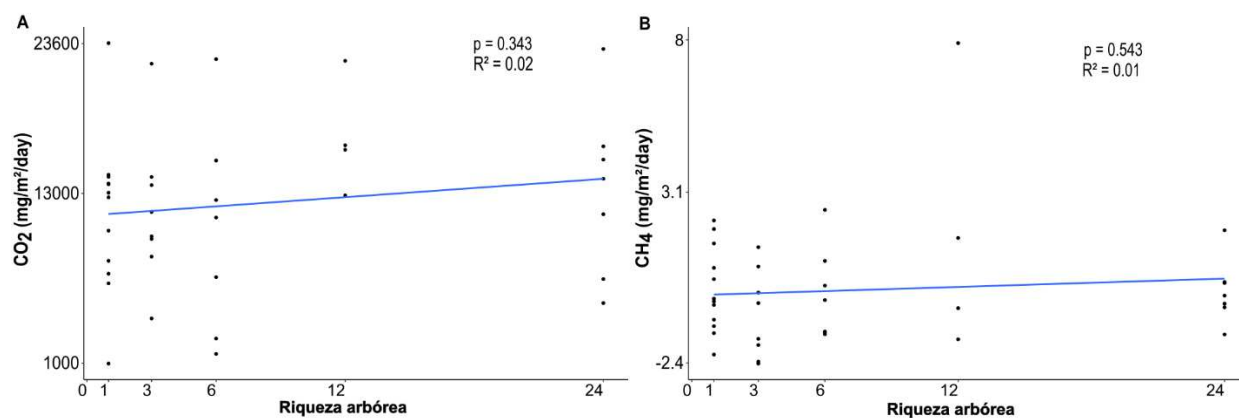 A
23600
13000
1000
CO₂ (mg/m²/day)
p = 0.343
R² = 0.02
0 1 3 6 12 24
Riqueza arbórea
B
8
3.1
-2.4
CH₄ (mg/m²/day)
p = 0.543
R² = 0.01
0 1 3 6 12 24
Riqueza arbórea